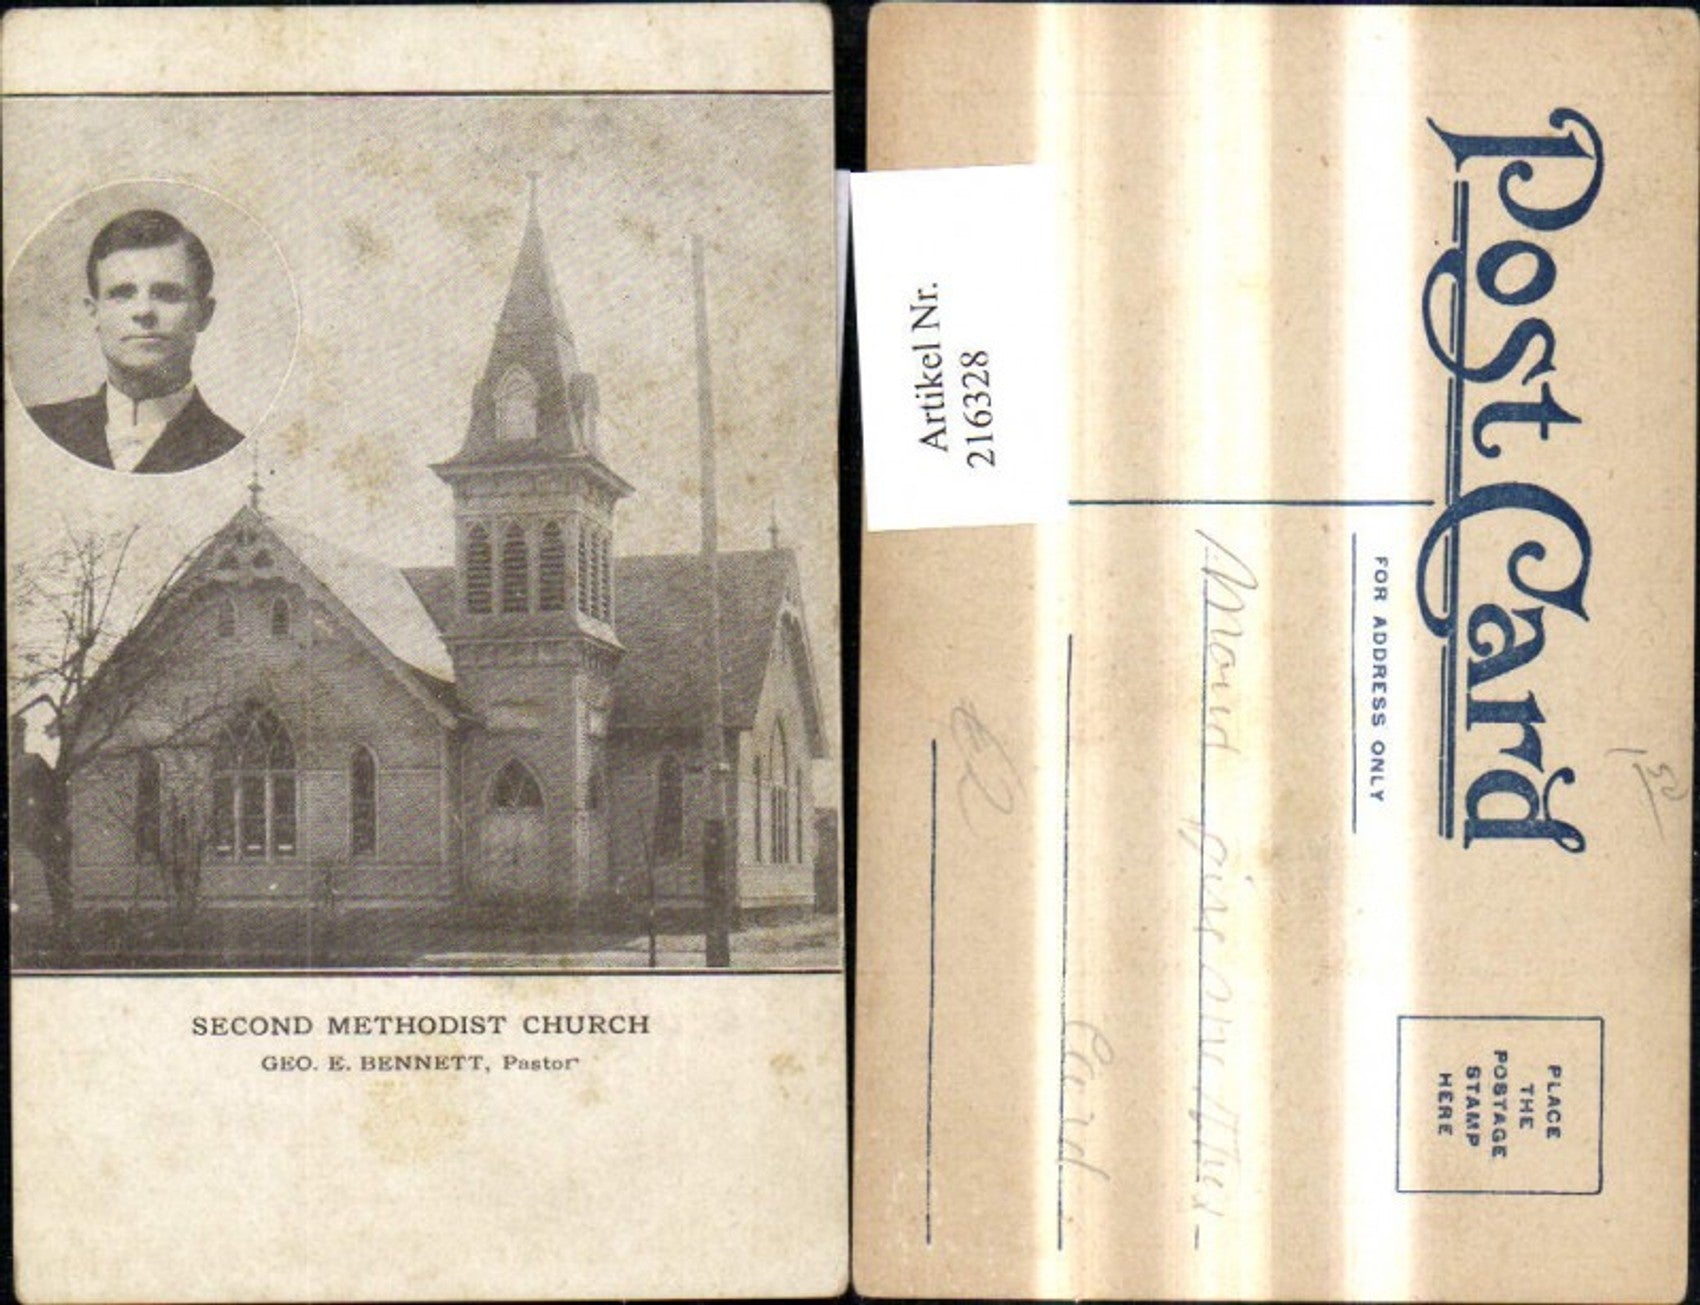 SECOND METHODIST CHURCH
GEO. E. BENNETT, Pastor
Artikel Nr.
216328
Post Card
FOR ADDRESS ONLY
PLACE
THE
POSTAGE
STAMP
HERE
Card